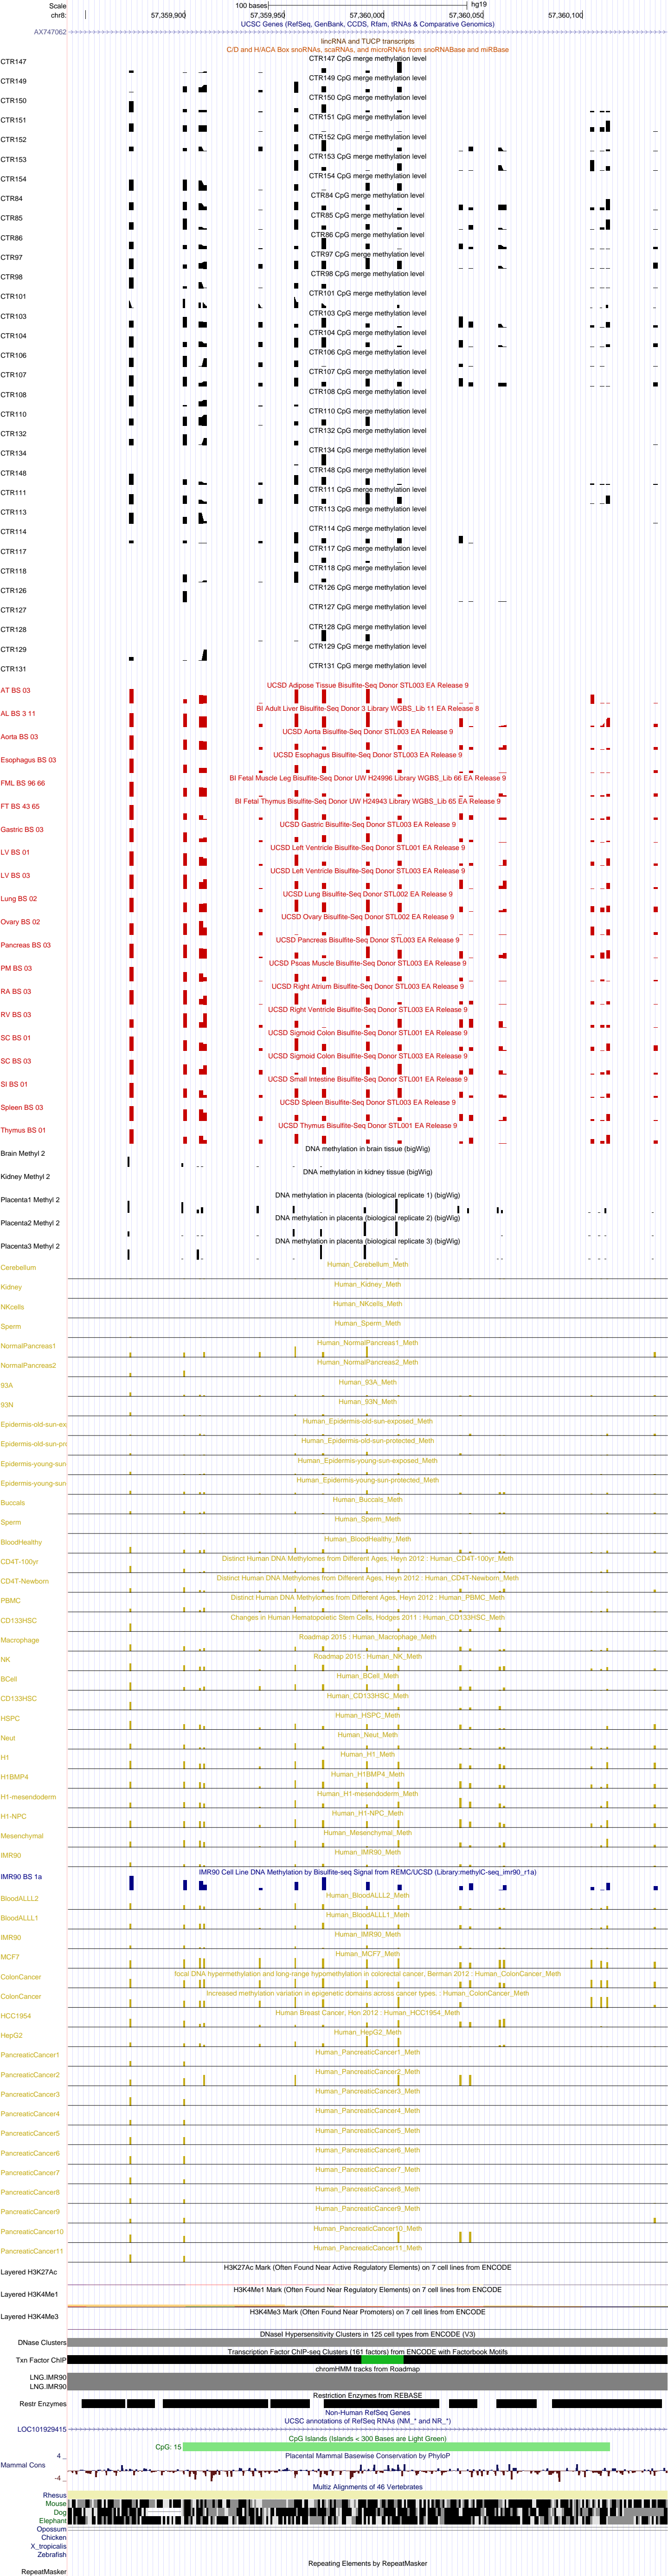 Scale 100 bases hg19
chr8: 57,359,900 57,359,950 57,360,000 57,360,050 57,360,100
UCSC Genes (RefSeq, GenBank, CCDS, Rfam, tRNAs & Comparative Genomics)
AX747062
lincRNA and TUCP transcripts
C/D and H/ACA Box snoRNAs, scaRNAs, and microRNAs from snoRNABase and miRBase
CTR147 CpG merge methylation level
CTR147
CTR149 CpG merge methylation level
CTR149
CTR150 CpG merge methylation level
CTR150
CTR151 CpG merge methylation level
CTR151
CTR152 CpG merge methylation level
CTR152
CTR153 CpG merge methylation level
CTR153
CTR154 CpG merge methylation level
CTR154
CTR84 CpG merge methylation level
CTR84
CTR85 CpG merge methylation level
CTR85
CTR86 CpG merge methylation level
CTR86
CTR97 CpG merge methylation level
CTR97
CTR98 CpG merge methylation level
CTR98
CTR101 CpG merge methylation level
CTR101
CTR103 CpG merge methylation level
CTR103
CTR104 CpG merge methylation level
CTR104
CTR106 CpG merge methylation level
CTR106
CTR107 CpG merge methylation level
CTR107
CTR108 CpG merge methylation level
CTR108
CTR110 CpG merge methylation level
CTR110
CTR132 CpG merge methylation level
CTR132
CTR134 CpG merge methylation level
CTR134
CTR148 CpG merge methylation level
CTR148
CTR111 CpG merge methylation level
CTR111
CTR113 CpG merge methylation level
CTR113
CTR114 CpG merge methylation level
CTR114
CTR117 CpG merge methylation level
CTR117
CTR118 CpG merge methylation level
CTR118
CTR126 CpG merge methylation level
CTR126
CTR127 CpG merge methylation level
CTR127
CTR128 CpG merge methylation level
CTR128
CTR129 CpG merge methylation level
CTR129
CTR131 CpG merge methylation level
CTR131
UCSD Adipose Tissue Bisulfite-Seq Donor STL003 EA Release 9
AT BS 03
BI Adult Liver Bisulfite-Seq Donor 3 Library WGBS_Lib 11 EA Release 8
AL BS 3 11
UCSD Aorta Bisulfite-Seq Donor STL003 EA Release 9
Aorta BS 03
UCSD Esophagus Bisulfite-Seq Donor STL003 EA Release 9
Esophagus BS 03
BI Fetal Muscle Leg Bisulfite-Seq Donor UW H24996 Library WGBS_Lib 66 EA Release 9
FML BS 96 66
BI Fetal Thymus Bisulfite-Seq Donor UW H24943 Library WGBS_Lib 65 EA Release 9
FT BS 43 65
UCSD Gastric Bisulfite-Seq Donor STL003 EA Release 9
Gastric BS 03
UCSD Left Ventricle Bisulfite-Seq Donor STL001 EA Release 9
LV BS 01
UCSD Left Ventricle Bisulfite-Seq Donor STL003 EA Release 9
LV BS 03
UCSD Lung Bisulfite-Seq Donor STL002 EA Release 9
Lung BS 02
UCSD Ovary Bisulfite-Seq Donor STL002 EA Release 9
Ovary BS 02
UCSD Pancreas Bisulfite-Seq Donor STL003 EA Release 9
Pancreas BS 03
UCSD Psoas Muscle Bisulfite-Seq Donor STL003 EA Release 9
PM BS 03
UCSD Right Atrium Bisulfite-Seq Donor STL003 EA Release 9
RA BS 03
UCSD Right Ventricle Bisulfite-Seq Donor STL003 EA Release 9
RV BS 03
UCSD Sigmoid Colon Bisulfite-Seq Donor STL001 EA Release 9
SC BS 01
UCSD Sigmoid Colon Bisulfite-Seq Donor STL003 EA Release 9
SC BS 03
UCSD Small Intestine Bisulfite-Seq Donor STL001 EA Release 9
SI BS 01
UCSD Spleen Bisulfite-Seq Donor STL003 EA Release 9
Spleen BS 03
UCSD Thymus Bisulfite-Seq Donor STL001 EA Release 9
Thymus BS 01
DNA methylation in brain tissue (bigWig)
Brain Methyl 2
DNA methylation in kidney tissue (bigWig)
Kidney Methyl 2
DNA methylation in placenta (biological replicate 1) (bigWig)
Placenta1 Methyl 2
DNA methylation in placenta (biological replicate 2) (bigWig)
Placenta2 Methyl 2
DNA methylation in placenta (biological replicate 3) (bigWig)
Placenta3 Methyl 2
Human_Cerebellum_Meth
Cerebellum
Human_Kidney_Meth
Kidney
Human_NKcells_Meth
NKcells
Human_Sperm_Meth
Sperm
Human_NormalPancreas1_Meth
NormalPancreas1
Human_NormalPancreas2_Meth
NormalPancreas2
Human_93A_Meth
93A
Human_93N_Meth
93N
Human_Epidermis-old-sun-exposed_Meth
Epidermis-old-sun-ex
Human_Epidermis-old-sun-protected_Meth
Epidermis-old-sun-pr
Human_Epidermis-young-sun-exposed_Meth
Epidermis-young-sun
Human_Epidermis-young-sun-protected_Meth
Epidermis-young-sun
Human_Buccals_Meth
Buccals
Human_Sperm_Meth
Sperm
Human_BloodHealthy_Meth
BloodHealthy
Distinct Human DNA Methylomes from Different Ages, Heyn 2012 : Human_CD4T-100yr_Meth
CD4T-100yr
Distinct Human DNA Methylomes from Different Ages, Heyn 2012 : Human_CD4T-Newborn_Meth
CD4T-Newborn
Distinct Human DNA Methylomes from Different Ages, Heyn 2012 : Human_PBMC_Meth
PBMC
Changes in Human Hematopoietic Stem Cells, Hodges 2011 : Human_CD133HSC_Meth
CD133HSC
Roadmap 2015 : Human_Macrophage_Meth
Macrophage
Roadmap 2015 : Human_NK_Meth
NK
Human_BCell_Meth
BCell
Human_CD133HSC_Meth
CD133HSC
Human_HSPC_Meth
HSPC
Human_Neut_Meth
Neut
Human_H1_Meth
H1
Human_H1BMP4_Meth
H1BMP4
Human_H1-mesendoderm_Meth
H1-mesendoderm
Human_H1-NPC_Meth
H1-NPC
Human_Mesenchymal_Meth
Mesenchymal
Human_IMR90_Meth
IMR90
IMR90 Cell Line DNA Methylation by Bisulfite-seq Signal from REMC/UCSD (Library:methylC-seq_imr90_r1a)
IMR90 BS 1a
Human_BloodALLL2_Meth
BloodALLL2
Human_BloodALLL1_Meth
BloodALLL1
Human_IMR90_Meth
IMR90
Human_MCF7_Meth
MCF7
focal DNA hypermethylation and long-range hypomethylation in colorectal cancer, Berman 2012 : Human_ColonCancer_Meth
ColonCancer
Increased methylation variation in epigenetic domains across cancer types. : Human_ColonCancer_Meth
ColonCancer
Human Breast Cancer, Hon 2012 : Human_HCC1954_Meth
HCC1954
Human_HepG2_Meth
HepG2
Human_PancreaticCancer1_Meth
PancreaticCancer1
Human_PancreaticCancer2_Meth
PancreaticCancer2
Human_PancreaticCancer3_Meth
PancreaticCancer3
Human_PancreaticCancer4_Meth
PancreaticCancer4
Human_PancreaticCancer5_Meth
PancreaticCancer5
Human_PancreaticCancer6_Meth
PancreaticCancer6
Human_PancreaticCancer7_Meth
PancreaticCancer7
Human_PancreaticCancer8_Meth
PancreaticCancer8
Human_PancreaticCancer9_Meth
PancreaticCancer9
Human_PancreaticCancer10_Meth
PancreaticCancer10
Human_PancreaticCancer11_Meth
PancreaticCancer11
H3K27Ac Mark (Often Found Near Active Regulatory Elements) on 7 cell lines from ENCODE
Layered H3K27Ac
H3K4Me1 Mark (Often Found Near Regulatory Elements) on 7 cell lines from ENCODE
Layered H3K4Me1
H3K4Me3 Mark (Often Found Near Promoters) on 7 cell lines from ENCODE
Layered H3K4Me3
DNaseI Hypersensitivity Clusters in 125 cell types from ENCODE (V3)
DNase Clusters
Transcription Factor ChIP-seq Clusters (161 factors) from ENCODE with Factorbook Motifs
Txn Factor ChIP
chromHMM tracks from Roadmap
LNG.IMR90
LNG.IMR90
Restriction Enzymes from REBASE
Restr Enzymes
Non-Human RefSeq Genes
UCSC annotations of RefSeq RNAs (NM_* and NR_*)
LOC101929415
CpG Islands (Islands < 300 Bases are Light Green)
CpG: 15
Placental Mammal Basewise Conservation by PhyloP
4 _
Mammal Cons
-4 _
Multiz Alignments of 46 Vertebrates
Rhesus
Mouse
Dog
Elephant
Opossum
Chicken
X_tropicalis
Zebrafish
Repeating Elements by RepeatMasker
RepeatMasker